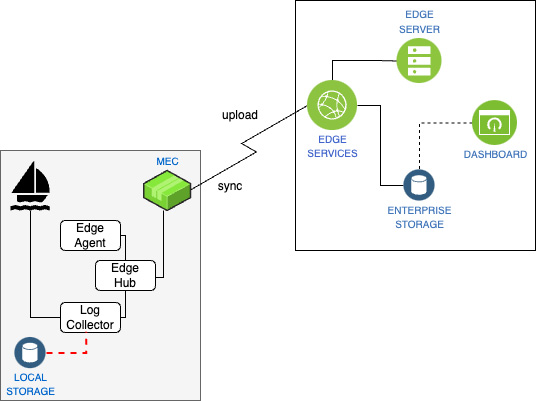 EDGE
SERVER
upload
EDGE
SERVICES
DASHBOARD
MEC
sync
ENTERPRISE
STORAGE
Edge
Agent
Edge
Hub
Log
Collector
LOCAL
STORAGE